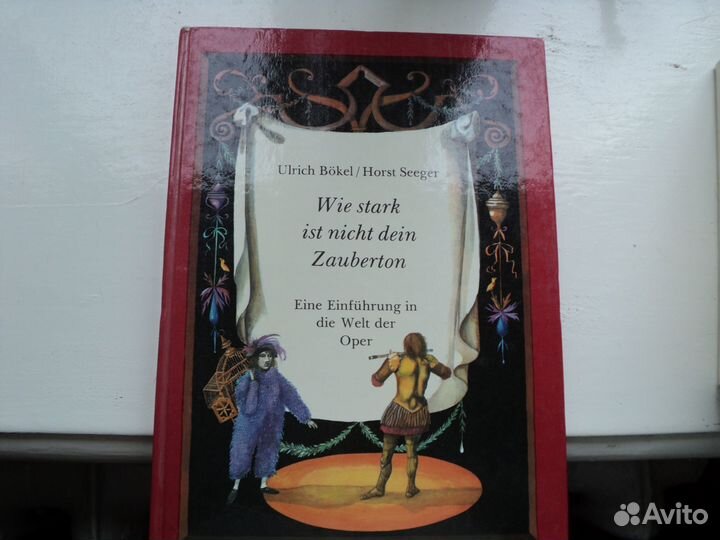 Ulrich Bökel/Horst Seeger
Wie stark
ist nicht dein
Zauberton
Eine Einführung in
die Welt der
Oper
Avito